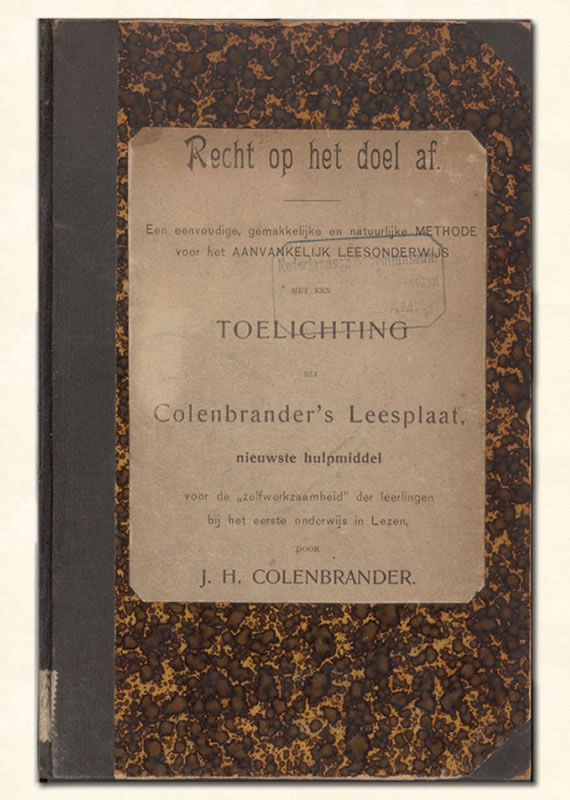 Recht op het doel af.
Een eenvoudige, gemakkelijke en natuurlijke METHODE
voor het AANVANKELIJK LEESONDERWIJS
MET EEN
TOELICHTING
BIJ
Colenbrander's Leesplaat,
nieuwste hulpmiddel
voor de „zelfwerkzaamheid" der leerlingen
bij het eerste onderwijs in Lezen,
DOOR
J. H. COLENBRANDER.